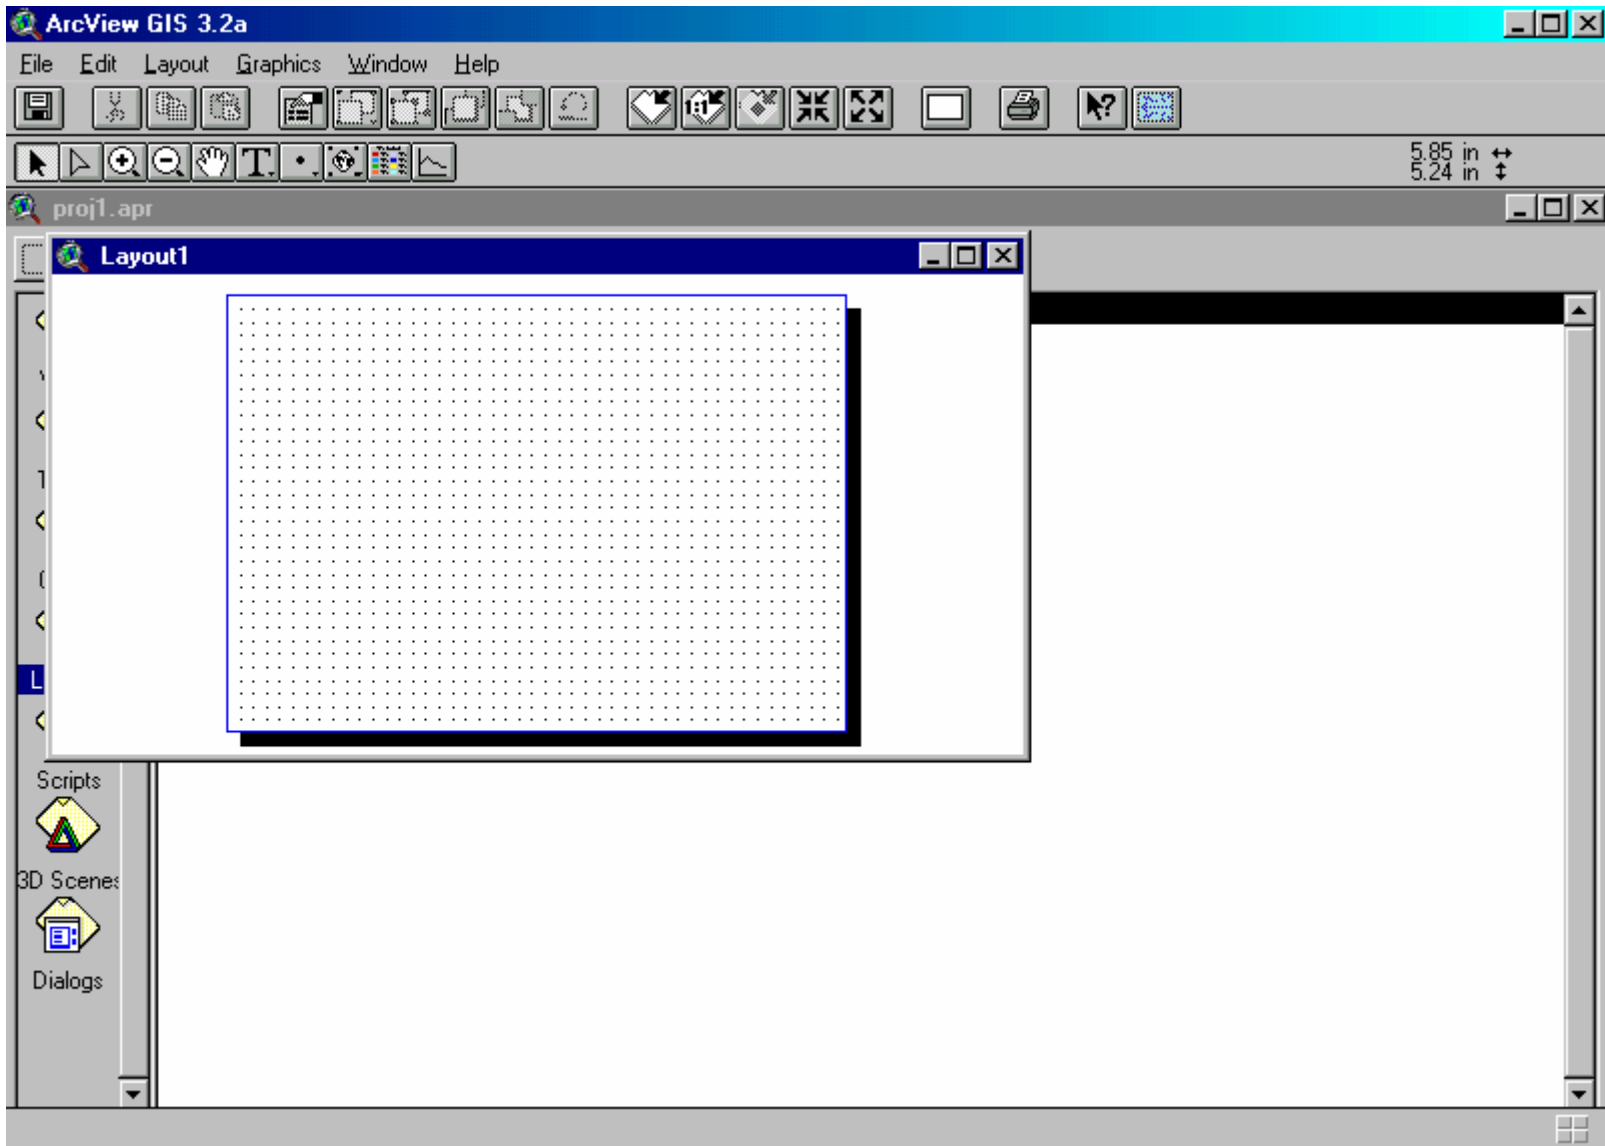 ArcView GIS 3.2a
File Edit Layout Graphics Window Help
T
5.85 in
5.24 in
proj1.apr
Layout1
L
Scripts
3D Scenes
Dialogs